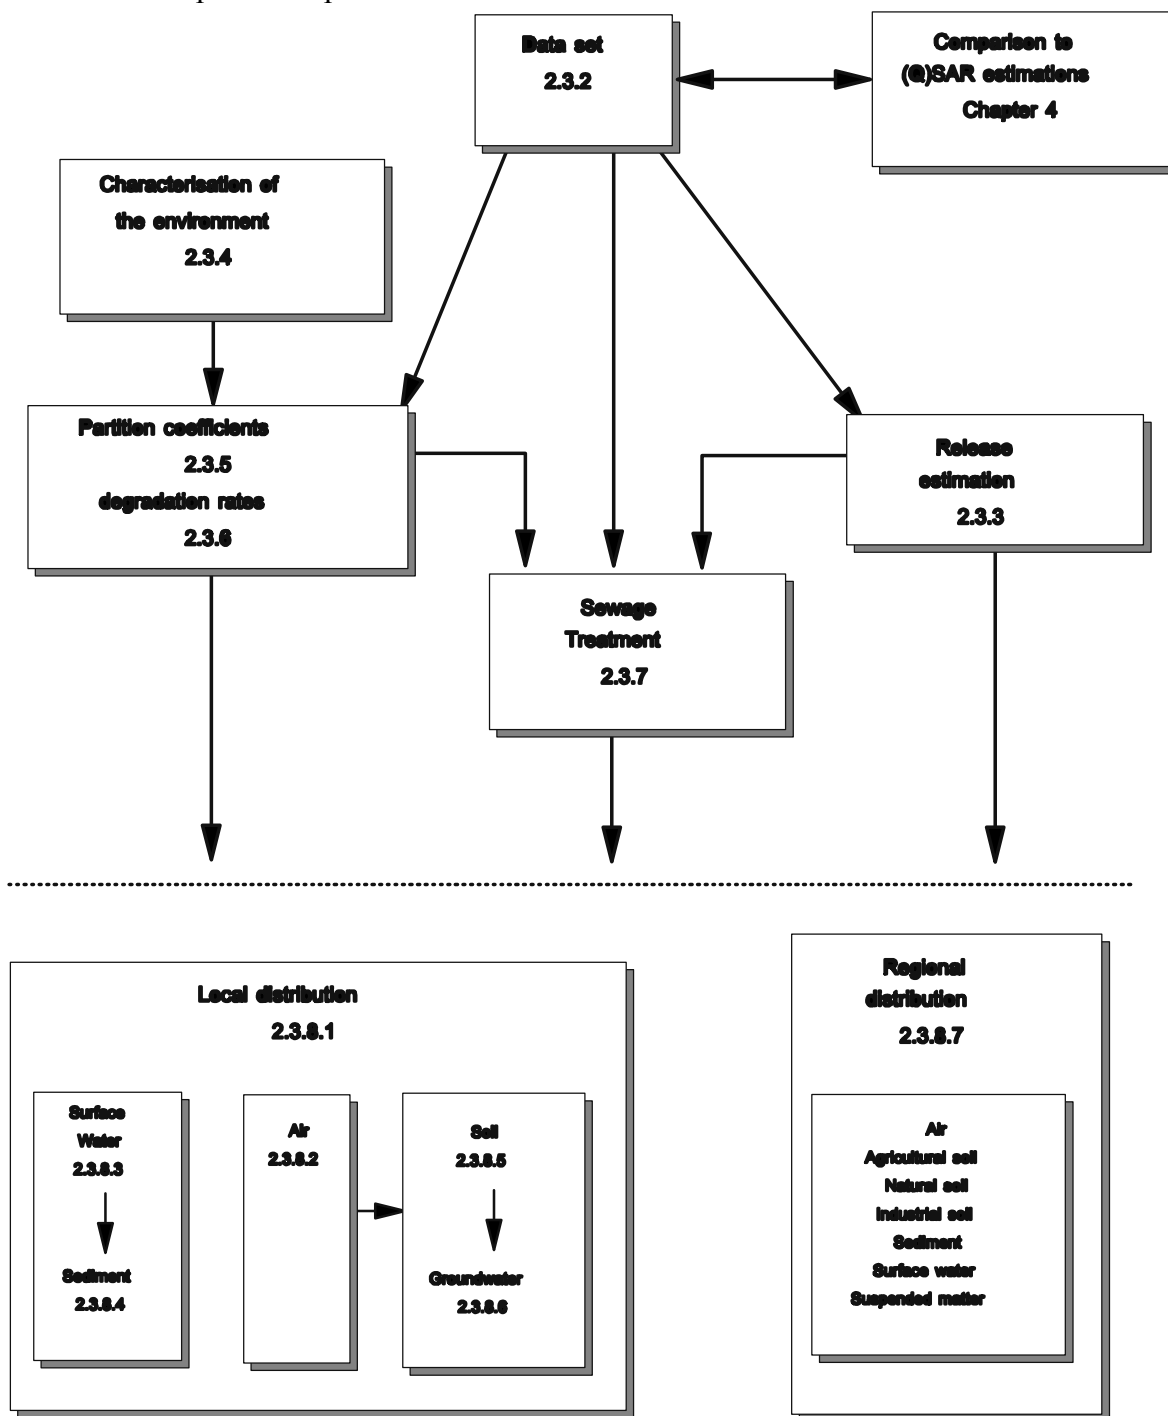 Data set
2.3.2
Comparison to
(Q)SAR estimations
Chapter 4
Characterisation of
the environment
2.3.4
Partition coefficients
2.3.5
degradation rates
2.3.6
Release
estimation
2.3.3
Sewage
Treatment
2.3.7
Local distribution
2.3.8.1
Surface
Water
2.3.8.3
Sediment
2.3.8.4
Air
2.3.8.2
Soil
2.3.8.5
Groundwater
2.3.8.6
Regional
distribution
2.3.8.7
Air
Agricultural soil
Natural soil
Industrial soil
Sediment
Surface water
Suspended matter